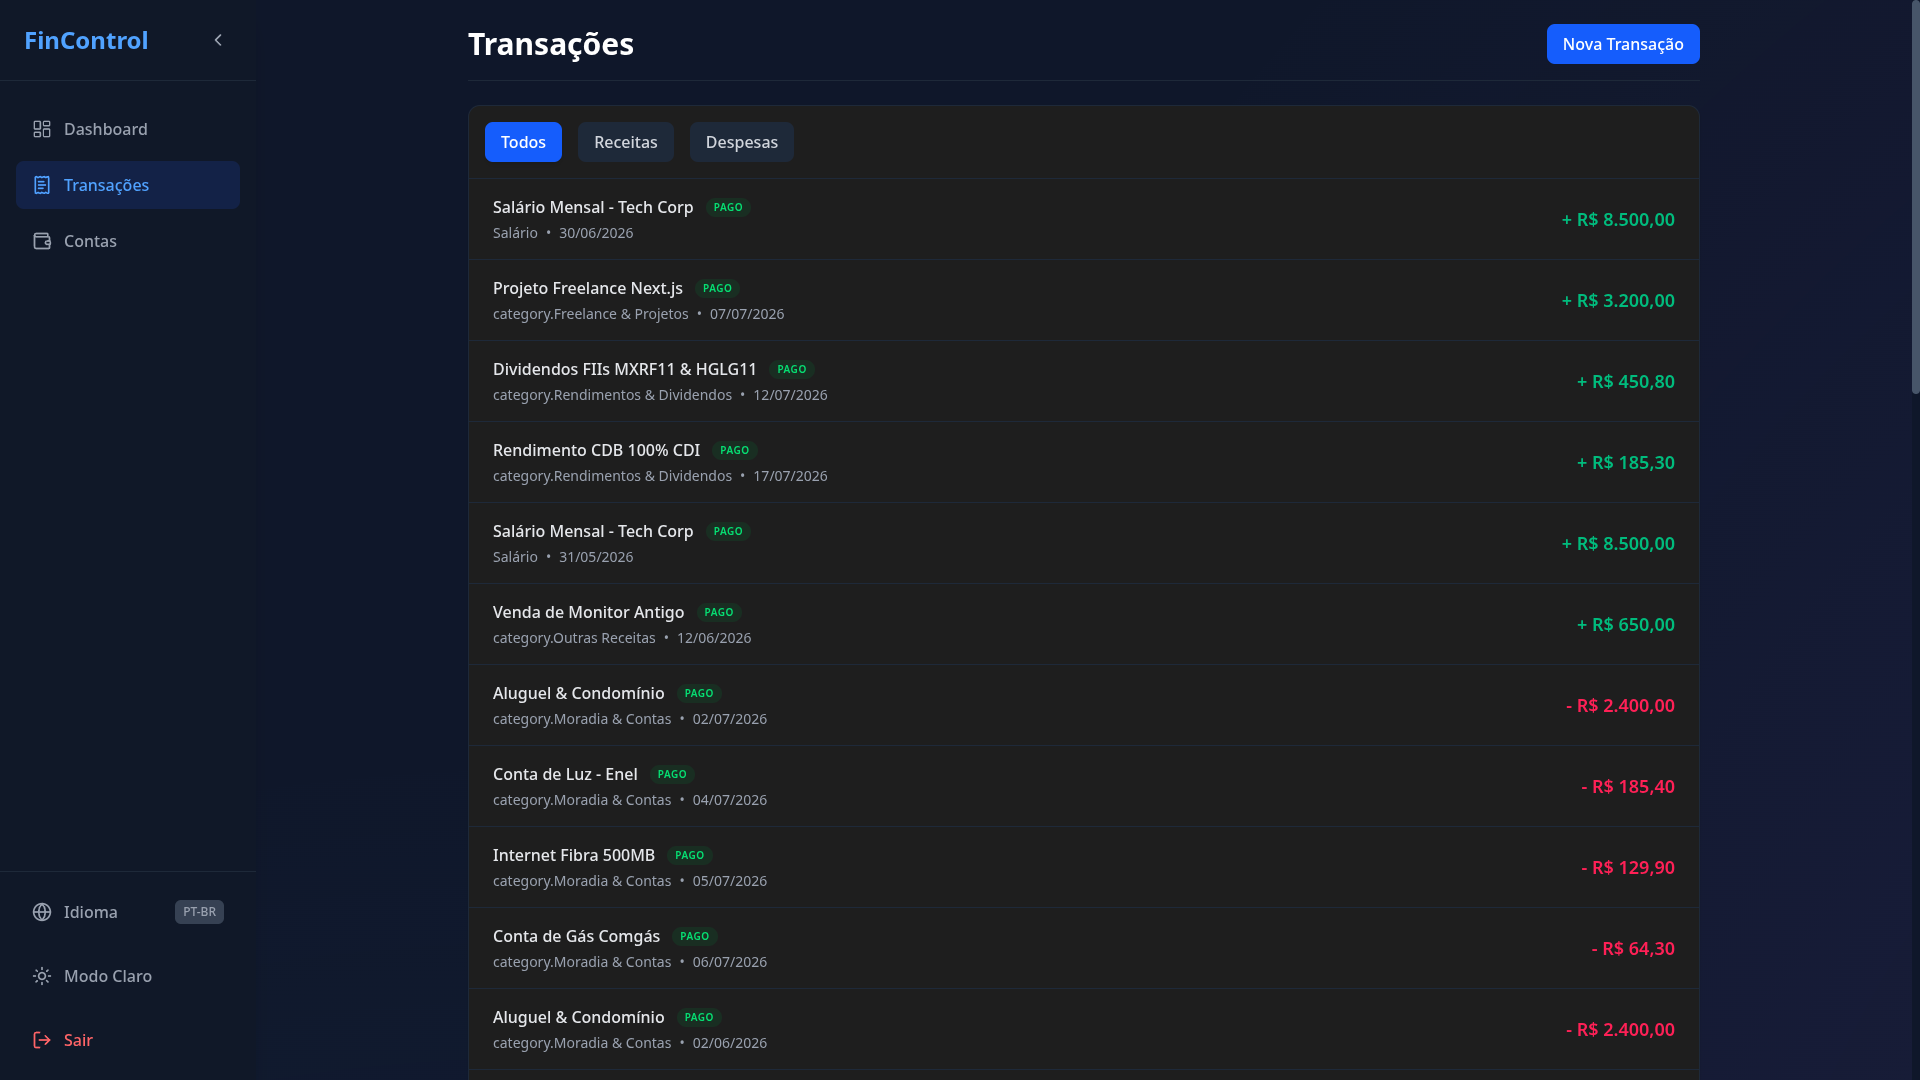 FinControl
Dashboard
Transações
Contas
Idioma PT-BR
Modo Claro
Sair
Transações
Nova Transação
Todos Receitas Despesas
Salário Mensal - Tech Corp PAGO
Salário • 30/06/2026
+ R$ 8.500,00
Projeto Freelance Next.js PAGO
category.Freelance & Projetos • 07/07/2026
+ R$ 3.200,00
Dividendos FIIs MXRF11 & HGLG11 PAGO
category.Rendimentos & Dividendos • 12/07/2026
+ R$ 450,80
Rendimento CDB 100% CDI PAGO
category.Rendimentos & Dividendos • 17/07/2026
+ R$ 185,30
Salário Mensal - Tech Corp PAGO
Salário • 31/05/2026
+ R$ 8.500,00
Venda de Monitor Antigo PAGO
category.Outras Receitas • 12/06/2026
+ R$ 650,00
Aluguel & Condomínio PAGO
category.Moradia & Contas • 02/07/2026
- R$ 2.400,00
Conta de Luz - Enel PAGO
category.Moradia & Contas • 04/07/2026
- R$ 185,40
Internet Fibra 500MB PAGO
category.Moradia & Contas • 05/07/2026
- R$ 129,90
Conta de Gás Comgás PAGO
category.Moradia & Contas • 06/07/2026
- R$ 64,30
Aluguel & Condomínio PAGO
category.Moradia & Contas • 02/06/2026
- R$ 2.400,00